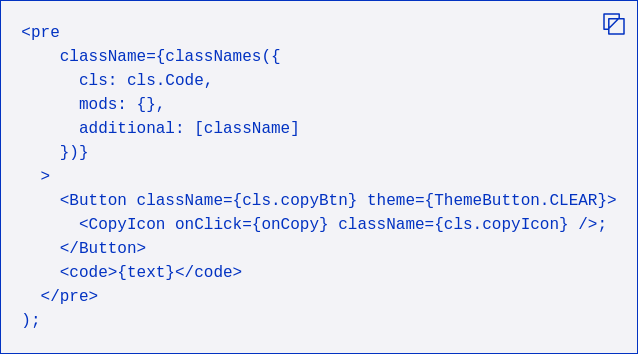 <pre
    className={classNames({
      cls: cls.Code,
      mods: {},
      additional: [className]
    })}
  >
    <Button className={cls.copyBtn} theme={ThemeButton.CLEAR}>
      <CopyIcon onClick={onCopy} className={cls.copyIcon} />;
    </Button>
    <code>{text}</code>
  </pre>
);